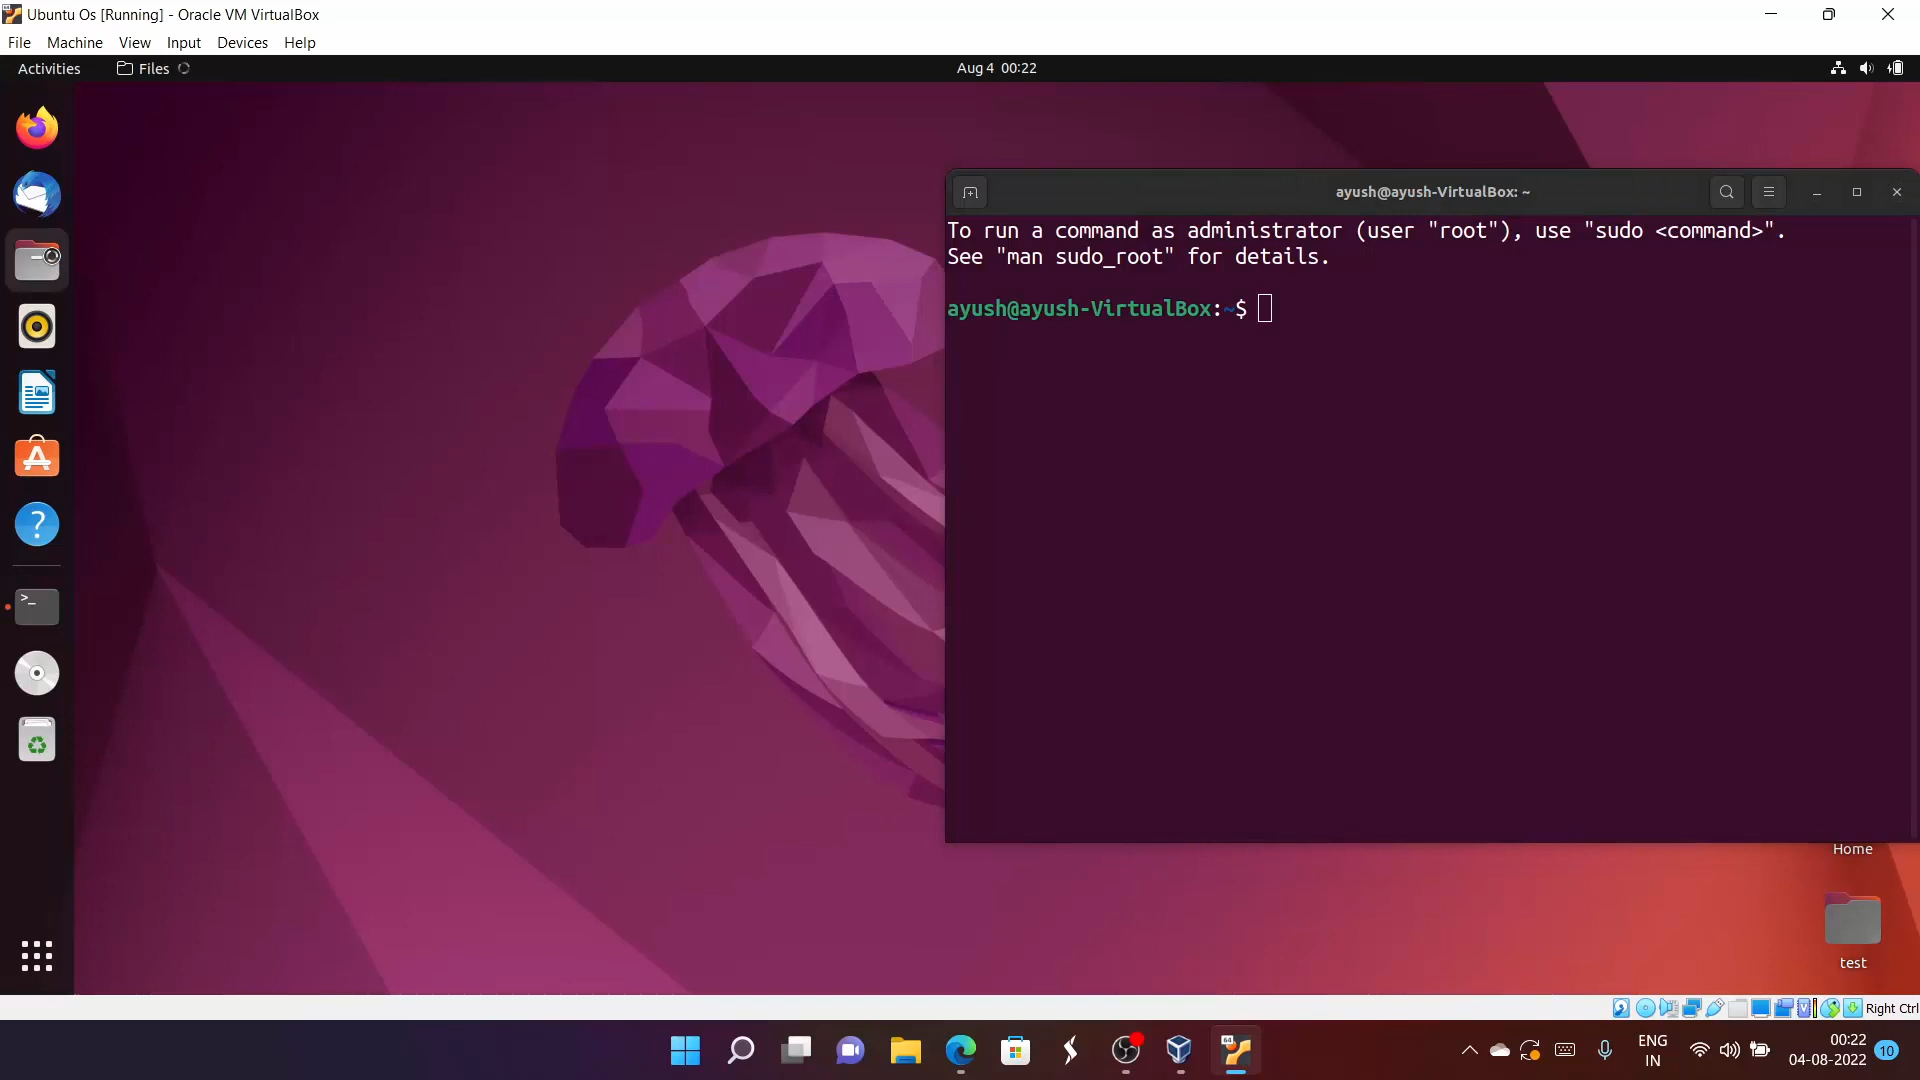 Ubuntu Os [Running] - Oracle VM VirtualBox
File Machine View Input Devices Help
Activities Files Aug 4 00:22
ayush@ayush-VirtualBox: ~
To run a command as administrator (user "root"), use "sudo <command>".
See "man sudo_root" for details.
ayush@ayush-VirtualBox:~$
Home
test
Right Ctrl
ENG
IN
00:22
04-08-2022
10